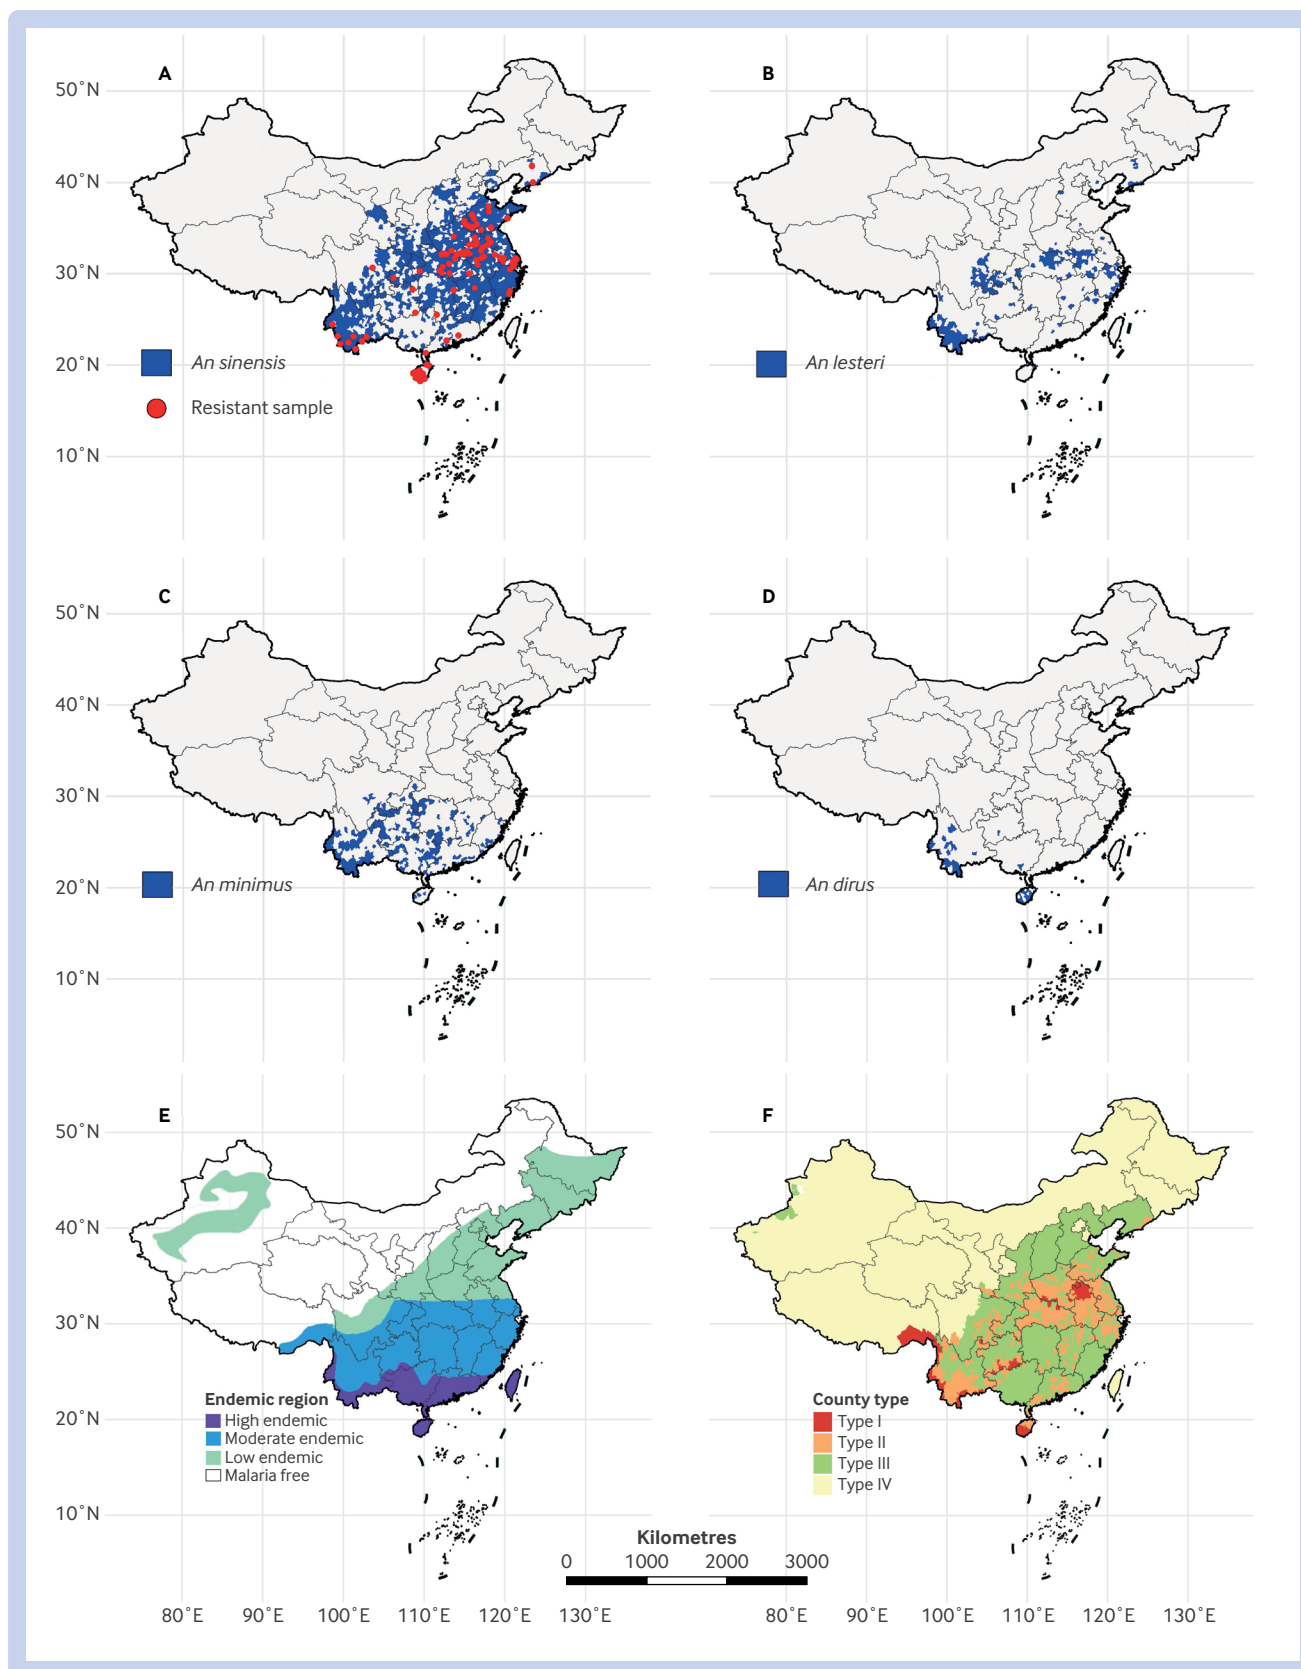 A
B
50˚N
40˚N
30˚N
20˚N
10˚N
An sinensis
Resistant sample
An lesteri
C
D
50˚N
40˚N
30˚N
20˚N
10˚N
An minimus
An dirus
E
F
50˚N
40˚N
30˚N
20˚N
10˚N
Endemic region
High endemic
Moderate endemic
Low endemic
Malaria free
County type
Type I
Type II
Type III
Type IV
Kilometres
0 1000 2000 3000
80˚E 90˚E 100˚E 110˚E 120˚E 130˚E
80˚E 90˚E 100˚E 110˚E 120˚E 130˚E